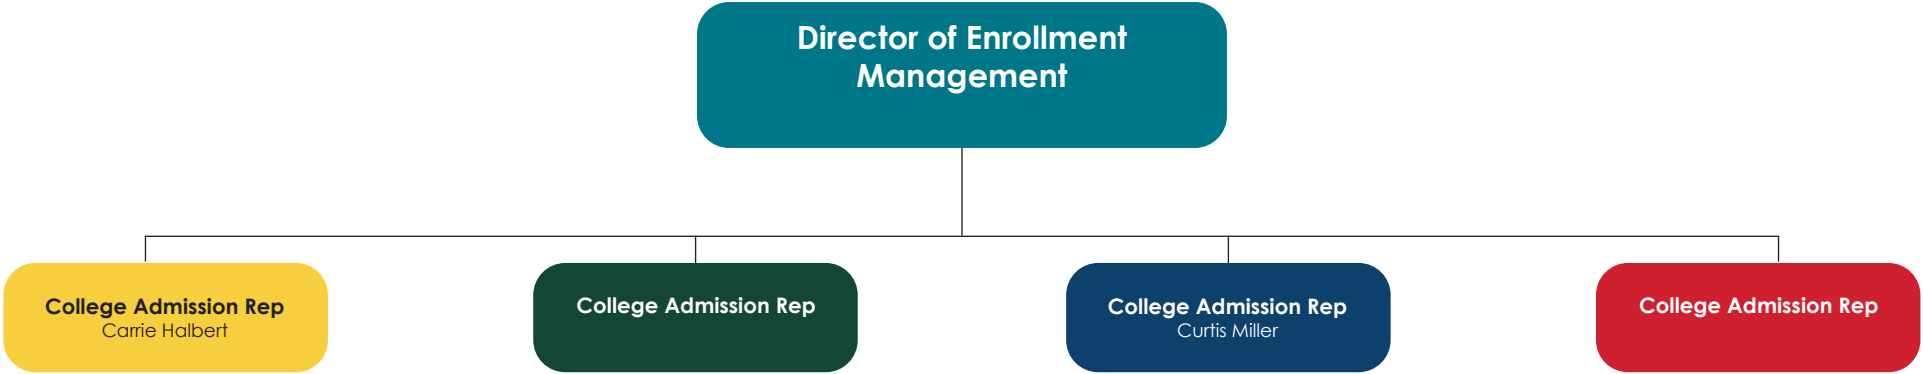 Director of Enrollment
Management
College Admission Rep
Carrie Halbert
College Admission Rep
College Admission Rep
Curtis Miller
College Admission Rep